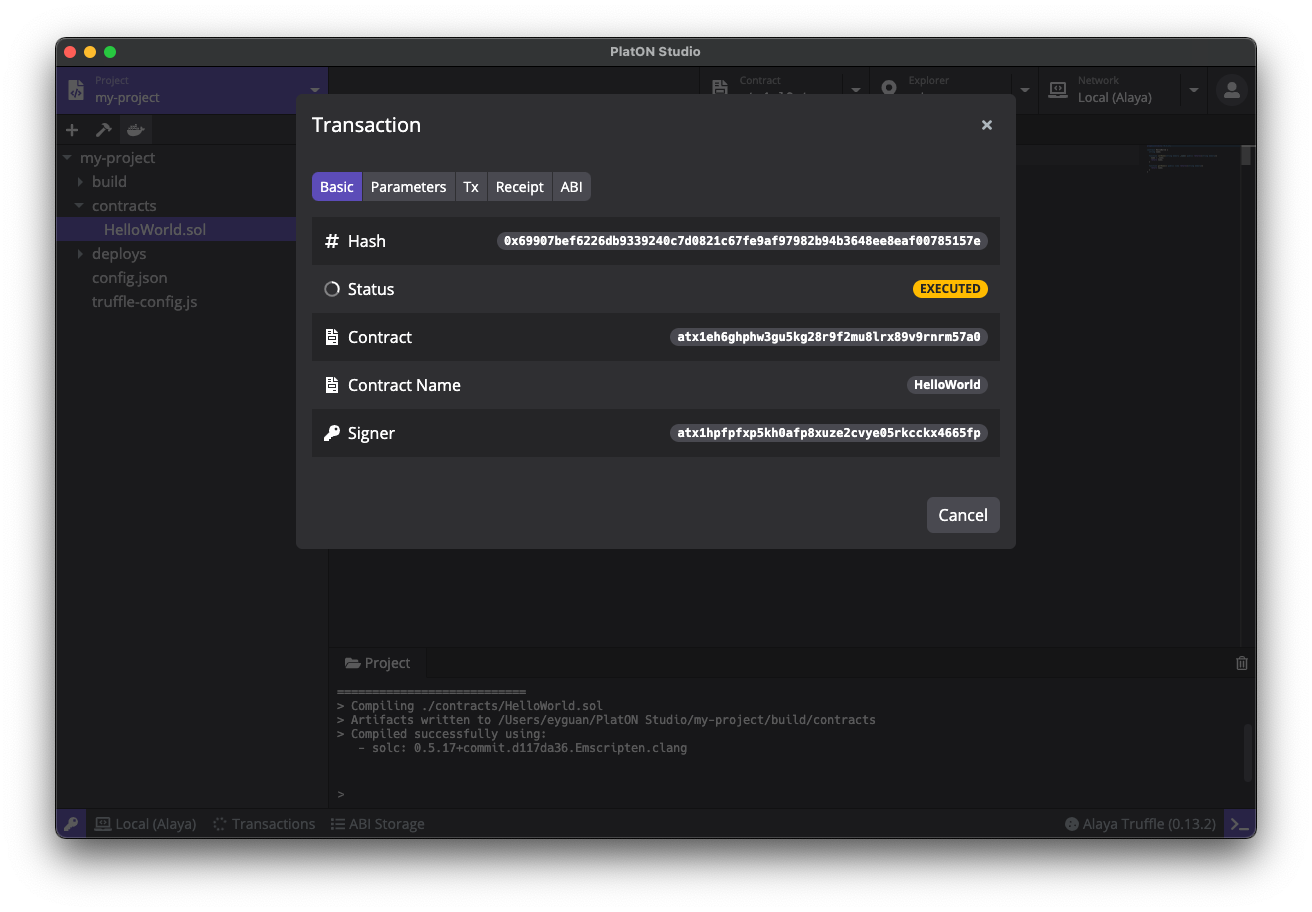 PlatON Studio
Project
my-project
Contract
Explorer
Network
Local (Alaya)
my-project
build
contracts
HelloWorld.sol
deploys
config.json
truffle-config.js
Transaction
×
Basic
Parameters
Tx
Receipt
ABI
# Hash
0x69907bef6226db9339240c7d0821c67fe9af97982b94b3648ee8eaf00785157e
Status
EXECUTED
Contract
atx1eh6ghphw3gu5kg28r9f2mu8lrx89v9rnrm57a0
Contract Name
HelloWorld
Signer
atx1hpfpfxp5kh0afp8xuze2cvye05rkcckx4665fp
Cancel
Project
===========================
> Compiling ./contracts/HelloWorld.sol
> Artifacts written to /Users/eyguan/PlatON Studio/my-project/build/contracts
> Compiled successfully using:
- solc: 0.5.17+commit.d117da36.Emscripten.clang
>
Local (Alaya)
Transactions
ABI Storage
Alaya Truffle (0.13.2)